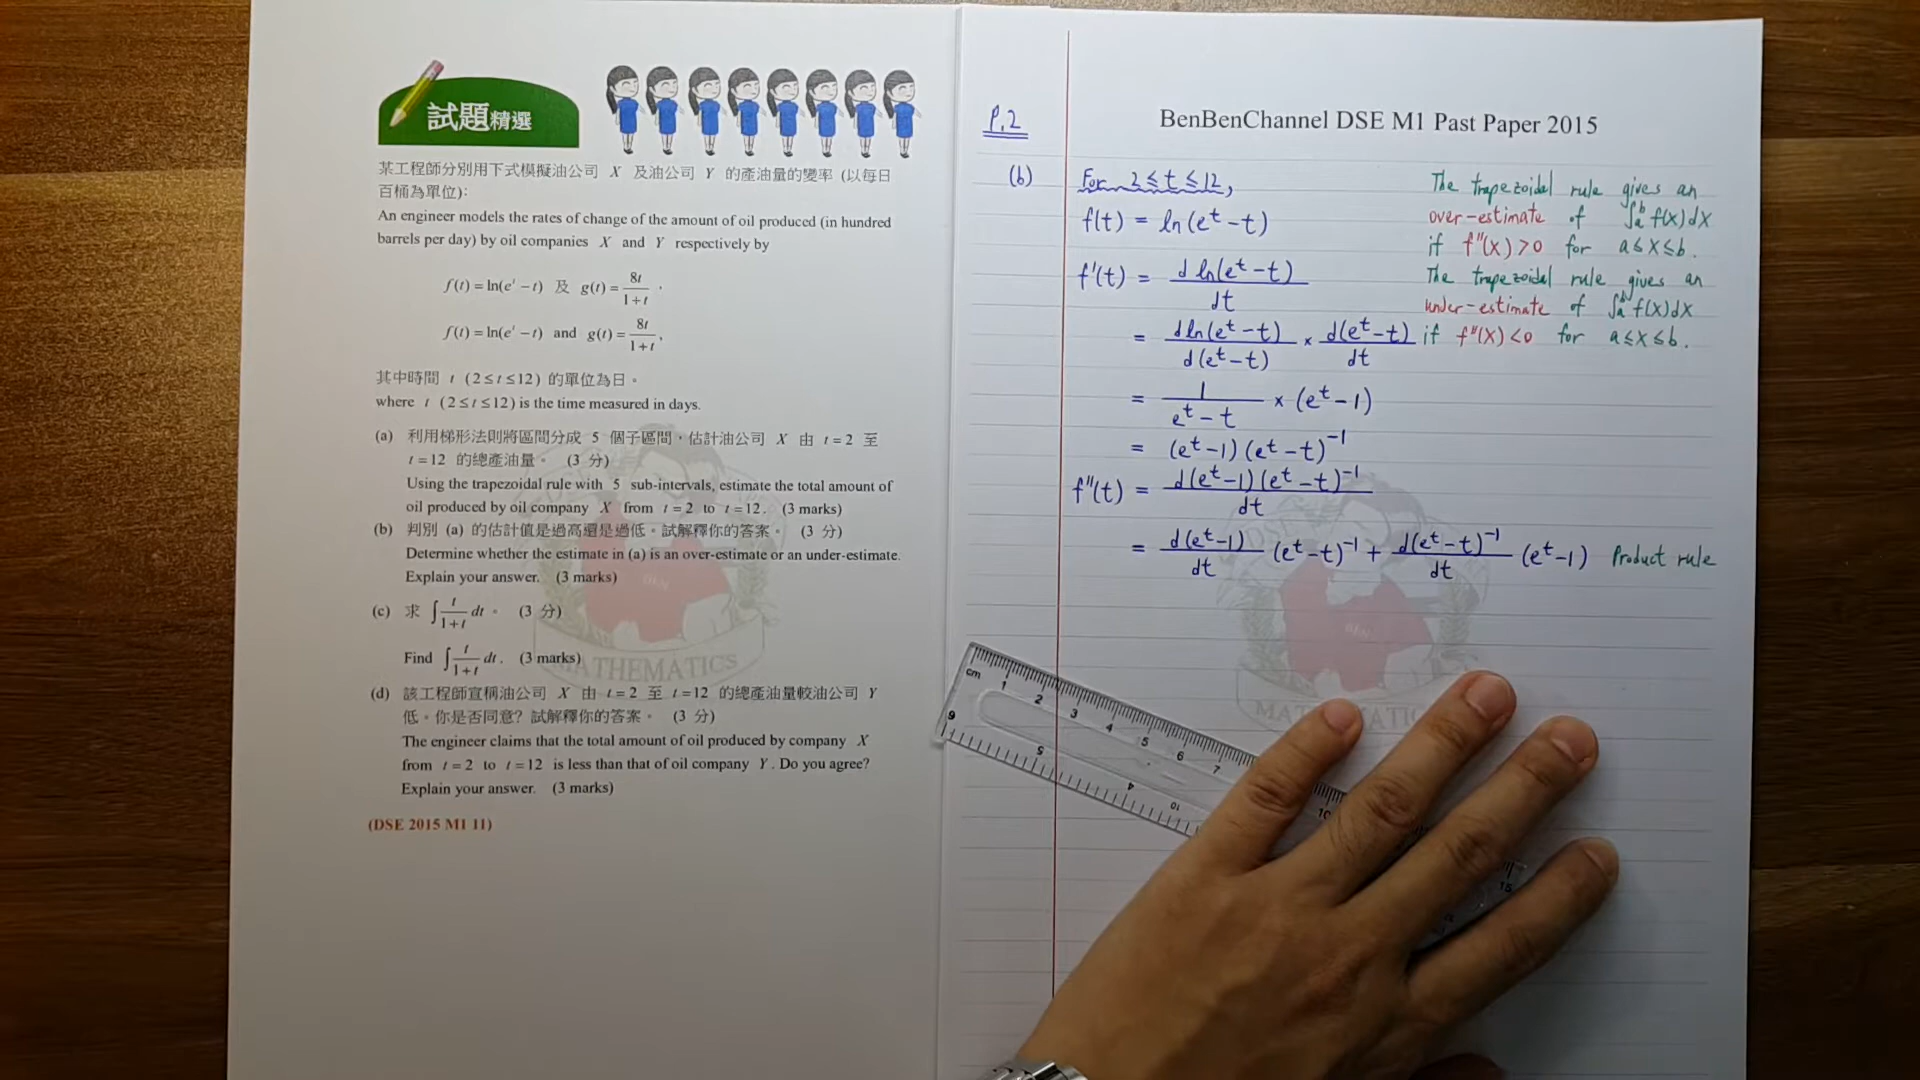 試題精選
某工程師分別用下式模擬油公司 X 及油公司 Y 的產油量的變率 (以每日
百桶為單位):
An engineer models the rates of change of the amount of oil produced (in hundred
barrels per day) by oil companies X and Y respectively by
f(t) = ln(e^t − t) 及 g(t) = 8t/(1+t) ,
f(t) = ln(e^t − t) and g(t) = 8t/(1+t),
其中時間 t (2≤t≤12) 的單位為日。
where t (2≤t≤12) is the time measured in days.
(a) 利用梯形法則將區間分成 5 個子區間，估計油公司 X 由 t=2 至
t=12 的總產油量。 (3 分)
Using the trapezoidal rule with 5 sub-intervals, estimate the total amount of
oil produced by oil company X from t=2 to t=12. (3 marks)
(b) 判別 (a) 的估計值是過高還是過低。試解釋你的答案。 (3 分)
Determine whether the estimate in (a) is an over-estimate or an under-estimate.
Explain your answer. (3 marks)
(c) 求 ∫ t/(1+t) dt 。 (3 分)
Find ∫ t/(1+t) dt. (3 marks)
(d) 該工程師宣稱油公司 X 由 t=2 至 t=12 的總產油量較油公司 Y
低。你是否同意? 試解釋你的答案。 (3 分)
The engineer claims that the total amount of oil produced by company X
from t=2 to t=12 is less than that of oil company Y. Do you agree?
Explain your answer. (3 marks)
(DSE 2015 M1 11)
MATHEMATICS
P.2
BenBenChannel DSE M1 Past Paper 2015
(b) For 2≤t≤12,
f(t) = ln(e^t − t)
f'(t) = d ln(e^t − t)/dt
= d ln(e^t − t)/d(e^t − t) × d(e^t − t)/dt
= 1/(e^t − t) × (e^t − 1)
= (e^t − 1)(e^t − t)^−1
f''(t) = d(e^t − 1)(e^t − t)^−1/dt
= d(e^t − 1)/dt (e^t − t)^−1 + d(e^t − t)^−1/dt (e^t − 1) Product rule
The trapezoidal rule gives an
over-estimate of ∫_a^b f(x)dx
if f''(x)>0 for a≤x≤b.
The trapezoidal rule gives an
under-estimate of ∫_a^b f(x)dx
if f''(x)<0 for a≤x≤b.
cm 1 2 3 4 5 6 7 10 15